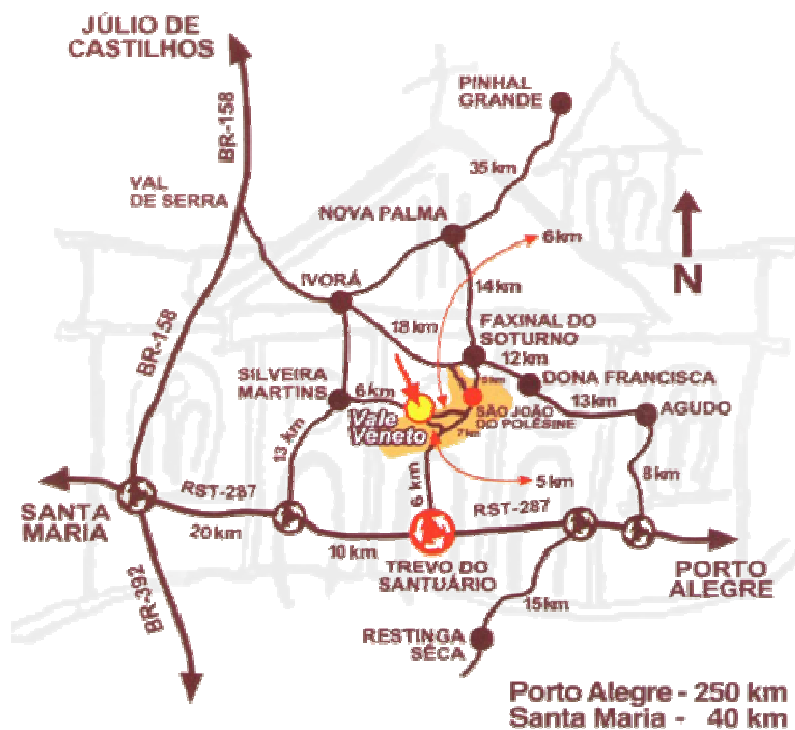 JÚLIO DE
CASTILHOS
PINHAL
GRANDE
BR-158
35 km
VAL
DE SERRA
NOVA PALMA
6 km
N
IVORÁ
14 km
18 km
FAXINAL DO
SOTURNO
12 km
BR-158
SILVEIRA
MARTINS
6 km
DONA FRANCISCA
SÃO JOÃO
DO POLÊSINE
13 km
AGUDO
Vale
Vêneto
7 km
13 km
5 km
8 km
6 km
SANTA
MARIA
RST-287
20 km
RST-287
10 km
TREVO DO
SANTUÁRIO
PORTO
ALEGRE
BR-392
15 km
RESTINGA
SÊCA
Porto Alegre - 250 km
Santa Maria - 40 km